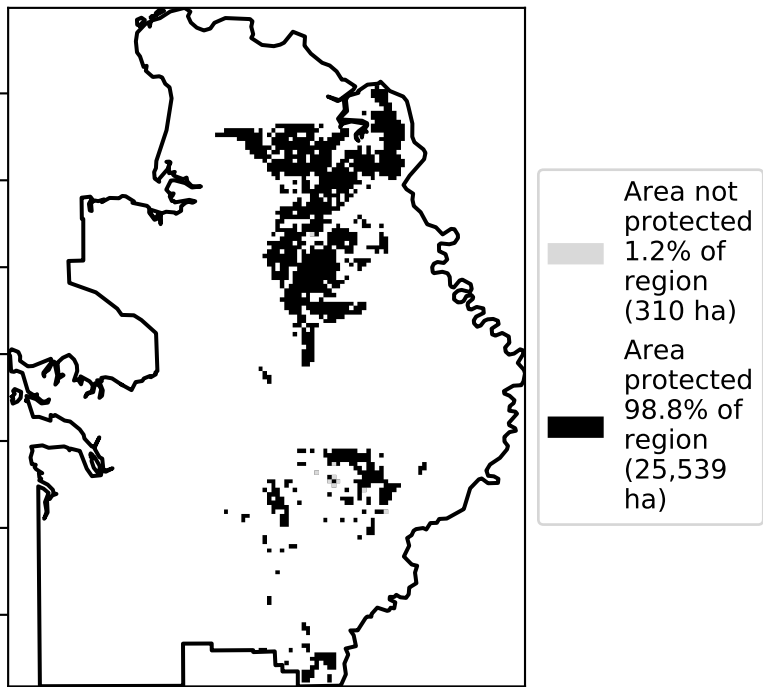 Area not
protected
1.2% of
region
(310 ha)
Area
protected
98.8% of
region
(25,539
ha)